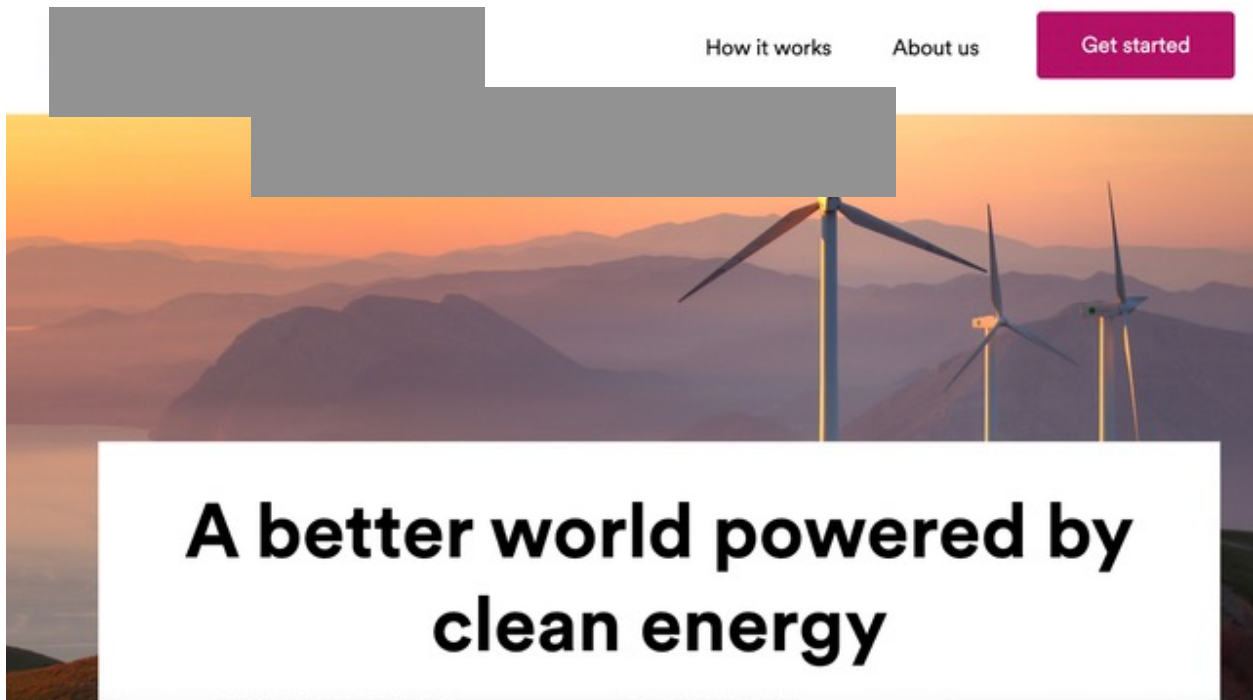 How it works
About us
Get started
A better world powered by
clean energy